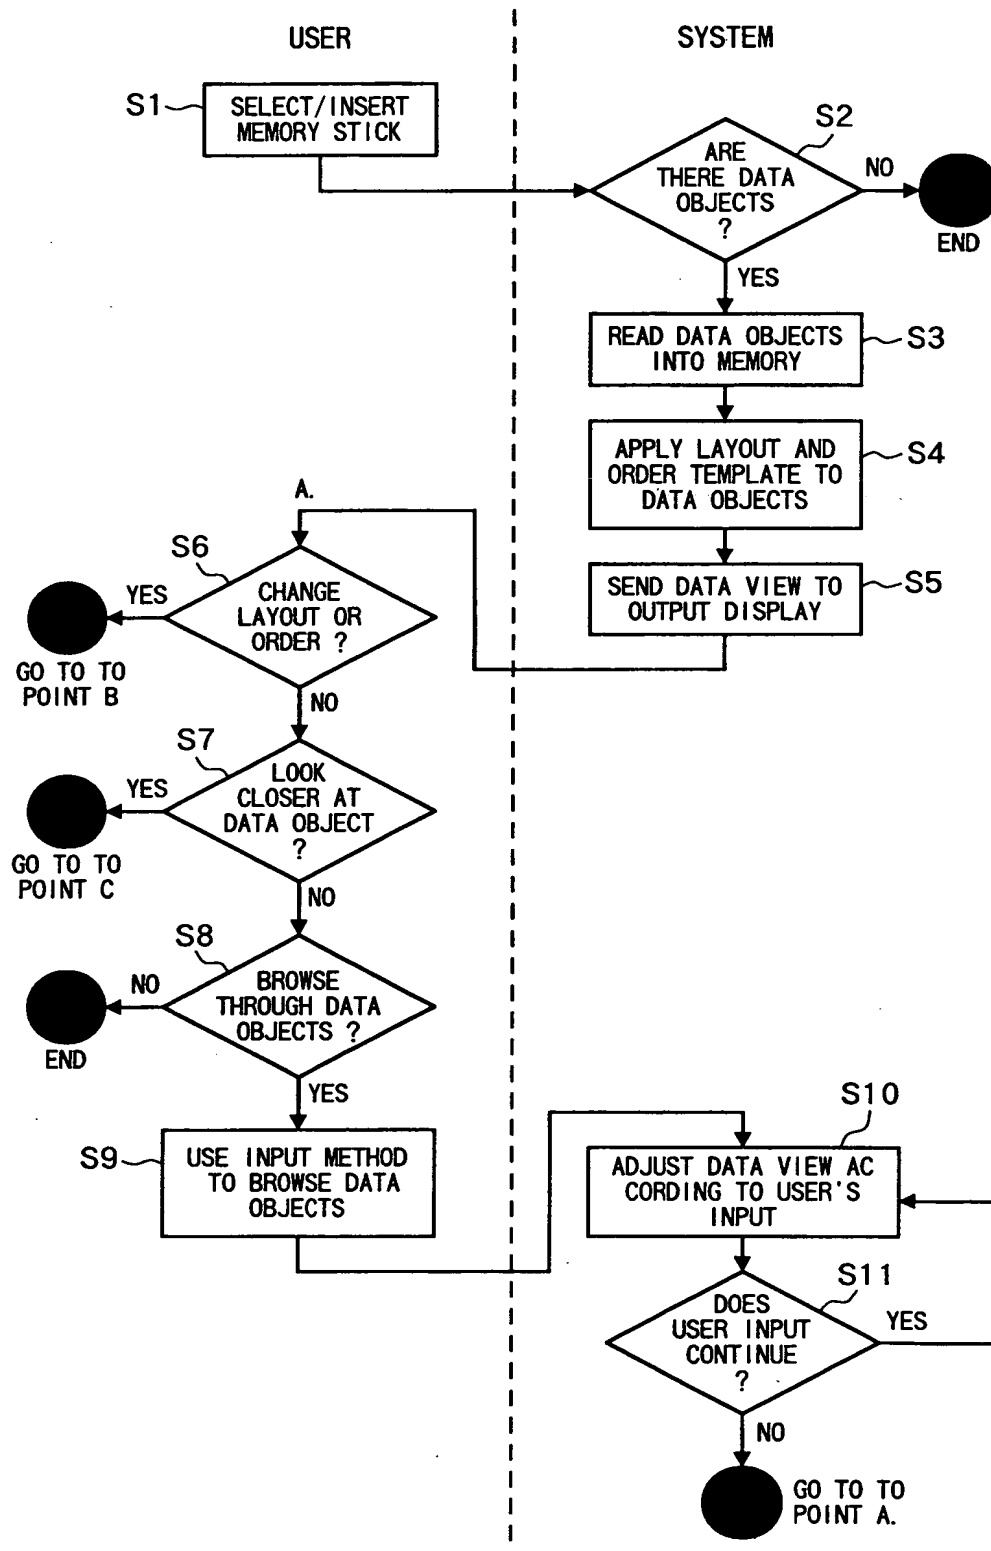 USER
SYSTEM
S1
SELECT/INSERT
MEMORY STICK
S2
ARE
THERE DATA
OBJECTS
?
NO
END
YES
READ DATA OBJECTS
INTO MEMORY
S3
APPLY LAYOUT AND
ORDER TEMPLATE TO
DATA OBJECTS
S4
SEND DATA VIEW TO
OUTPUT DISPLAY
S5
A.
S6
CHANGE
LAYOUT OR
ORDER ?
YES
GO TO TO
POINT B
NO
S7
LOOK
CLOSER AT
DATA OBJECT
?
YES
GO TO TO
POINT C
NO
S8
BROWSE
THROUGH DATA
OBJECTS ?
NO
END
YES
S9
USE INPUT METHOD
TO BROWSE DATA
OBJECTS
S10
ADJUST DATA VIEW AC
CORDING TO USER'S
INPUT
S11
DOES
USER INPUT
CONTINUE
?
YES
NO
GO TO TO
POINT A.